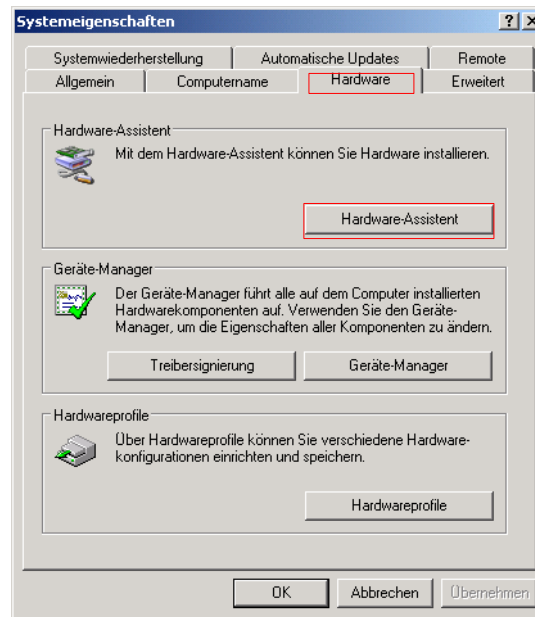 Systemeigenschaften
Systemwiederherstellung Automatische Updates Remote
Allgemein Computername Hardware Erweitert
Hardware-Assistent
Mit dem Hardware-Assistent können Sie Hardware installieren.
Hardware-Assistent
Geräte-Manager
Der Geräte-Manager führt alle auf dem Computer installierten
Hardwarekomponenten auf. Verwenden Sie den Geräte-
Manager, um die Eigenschaften aller Komponenten zu ändern.
Treibersignierung Geräte-Manager
Hardwareprofile
Über Hardwareprofile können Sie verschiedene Hardware-
konfigurationen einrichten und speichern.
Hardwareprofile
OK Abbrechen Übernehmen